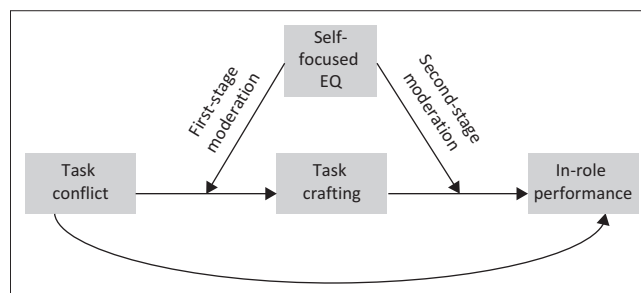 Self-
focused
EQ
First-stage
moderation
Second-stage
moderation
Task
conflict
Task
crafting
In-role
performance